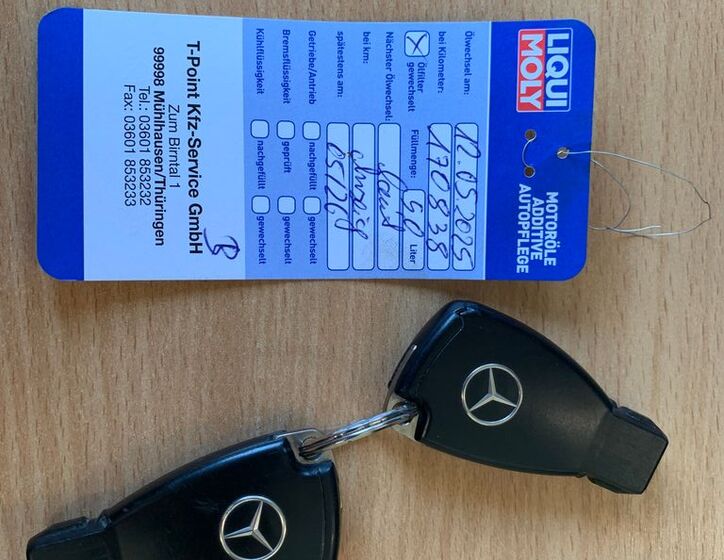 LIQUI
MOLY
MOTORÖLE
ADDITIVE
AUTOPFLEGE
Ölwechsel am: 12.05.2025
bei Kilometer: 170838
☒ Ölfilter gewechselt Füllmenge: 5,0 Liter
Nächster Ölwechsel:
bei km:
spätestens am: 05/26
Getriebe/Antrieb ☐ nachgefüllt ☐ gewechselt
Bremsflüssigkeit ☐ geprüft ☐ gewechselt
Kühlflüssigkeit ☐ nachgefüllt ☐ gewechselt
T-Point Kfz-Service GmbH
Zum Birntal 1
99998 Mühlhausen/Thüringen
Tel.: 03601 853232
Fax: 03601 853233